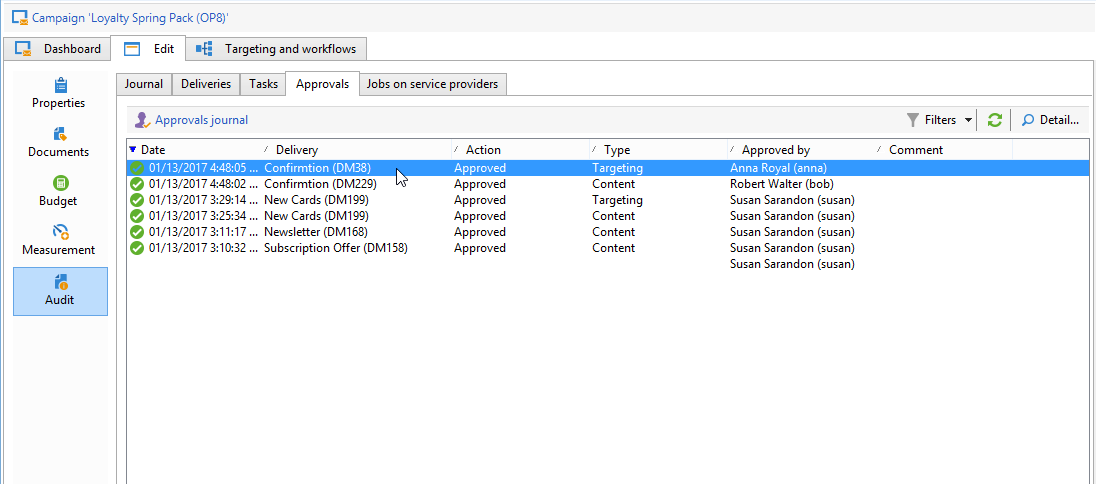 Campaign 'Loyalty Spring Pack (OP8)'
Dashboard Edit Targeting and workflows
Properties
Documents
Budget
Measurement
Audit
Journal Deliveries Tasks Approvals Jobs on service providers
Approvals journal Filters Detail...
Date Delivery Action Type Approved by Comment
01/13/2017 4:48:05 ... Confirmtion (DM38) Approved Targeting Anna Royal (anna)
01/13/2017 4:48:02 ... Confirmtion (DM229) Approved Content Robert Walter (bob)
01/13/2017 3:29:14 ... New Cards (DM199) Approved Targeting Susan Sarandon (susan)
01/13/2017 3:25:34 ... New Cards (DM199) Approved Content Susan Sarandon (susan)
01/13/2017 3:11:17 ... Newsletter (DM168) Approved Content Susan Sarandon (susan)
01/13/2017 3:10:32 ... Subscription Offer (DM158) Approved Content Susan Sarandon (susan)
Susan Sarandon (susan)